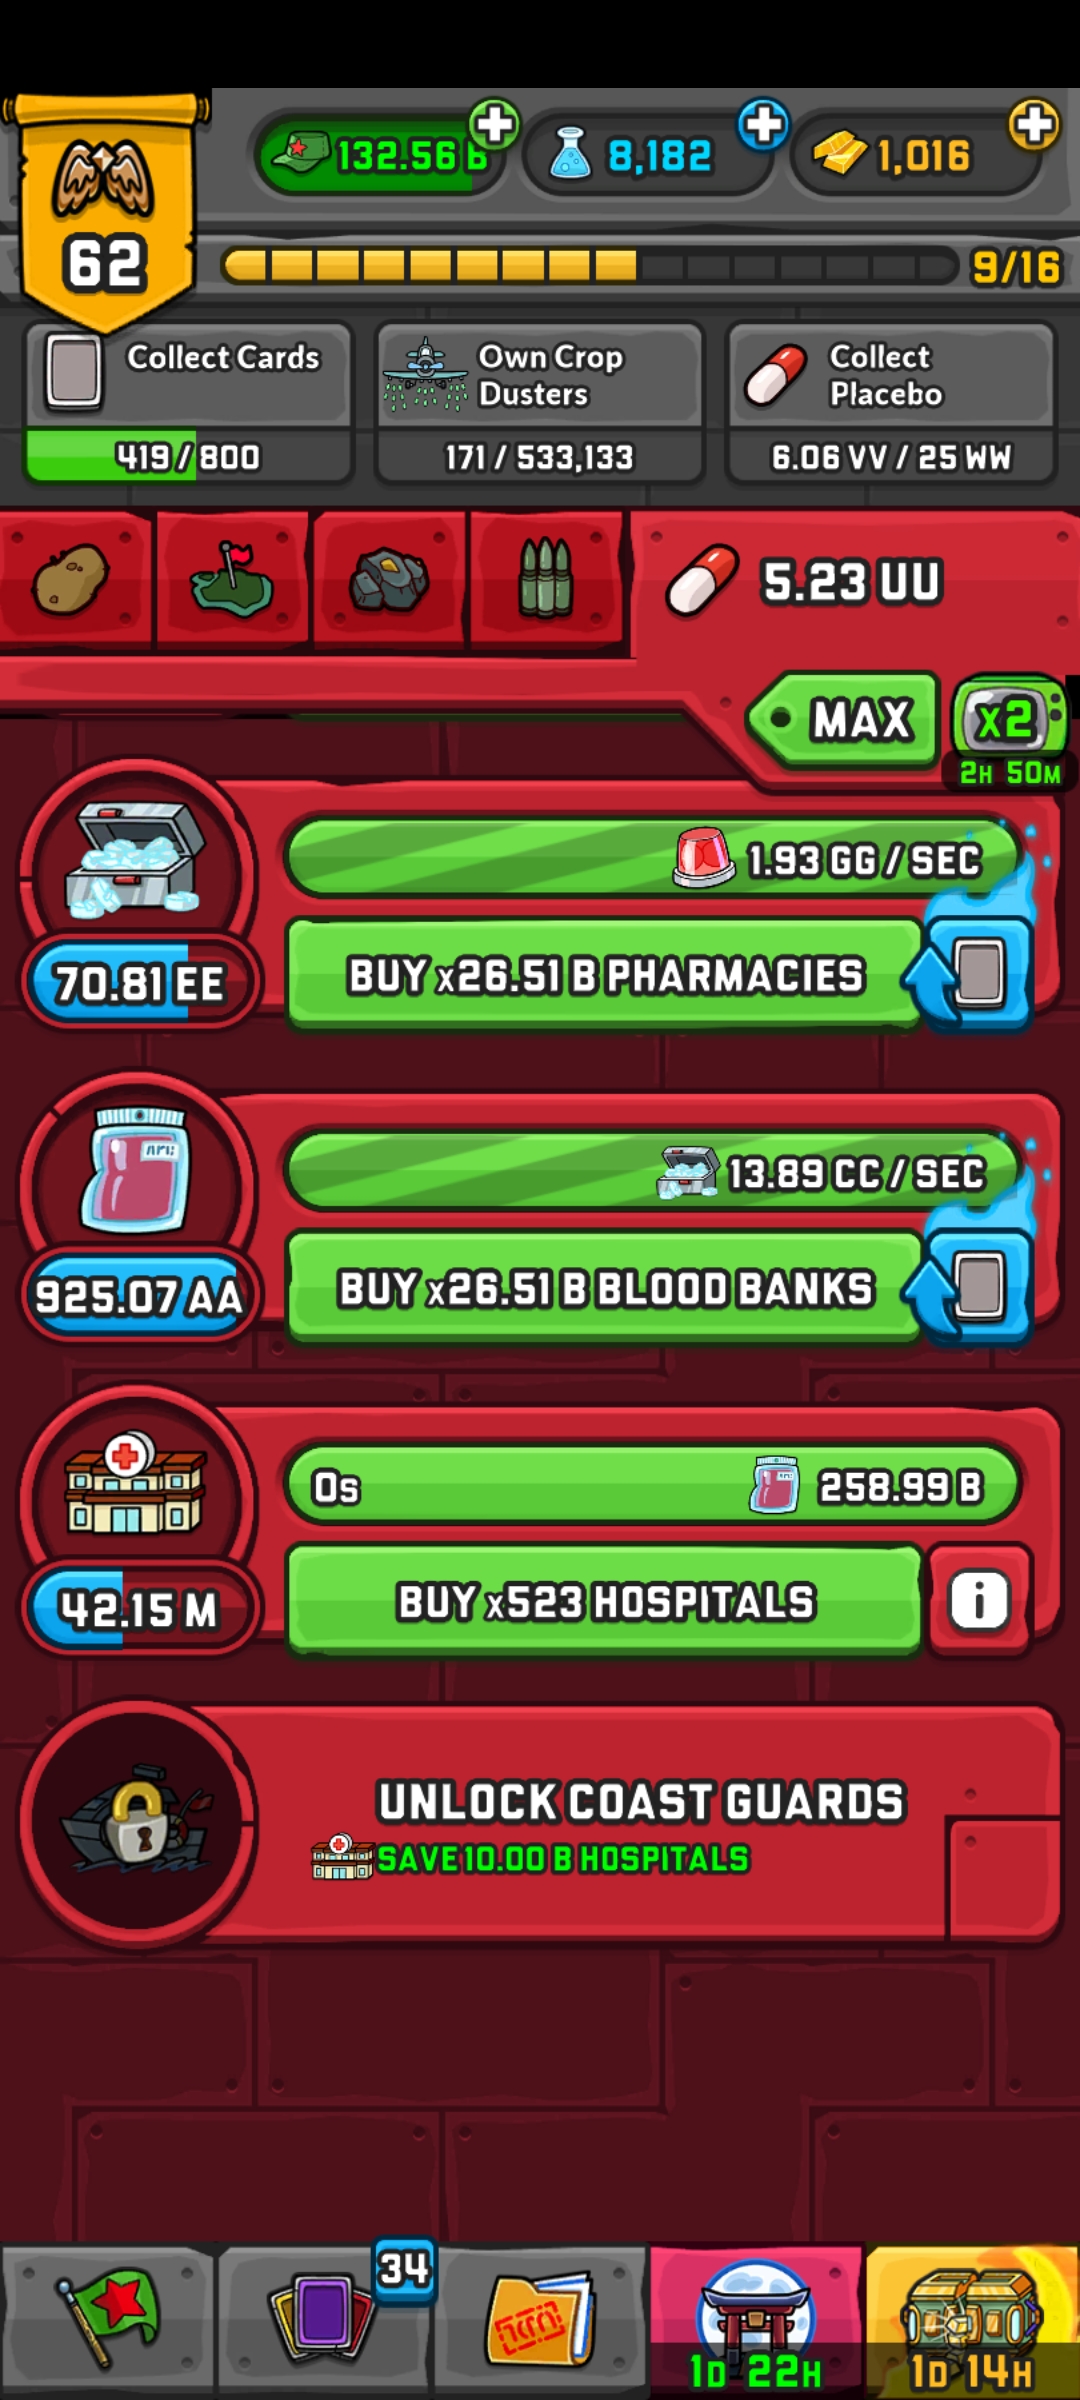 132.56 B
8,182
1,016
62
9/16
Collect Cards
419 / 800
Own Crop
Dusters
171 / 533,133
Collect
Placebo
6.06 VV / 25 WW
5.23 UU
MAX
x2
2H 50M
1.93 GG / SEC
70.81 EE
BUY x26.51 B PHARMACIES
13.89 CC / SEC
925.07 AA
BUY x26.51 B BLOOD BANKS
0s
258.99 B
42.15 M
BUY x523 HOSPITALS
i
UNLOCK COAST GUARDS
SAVE 10.00 B HOSPITALS
34
1D 22H
1D 14H